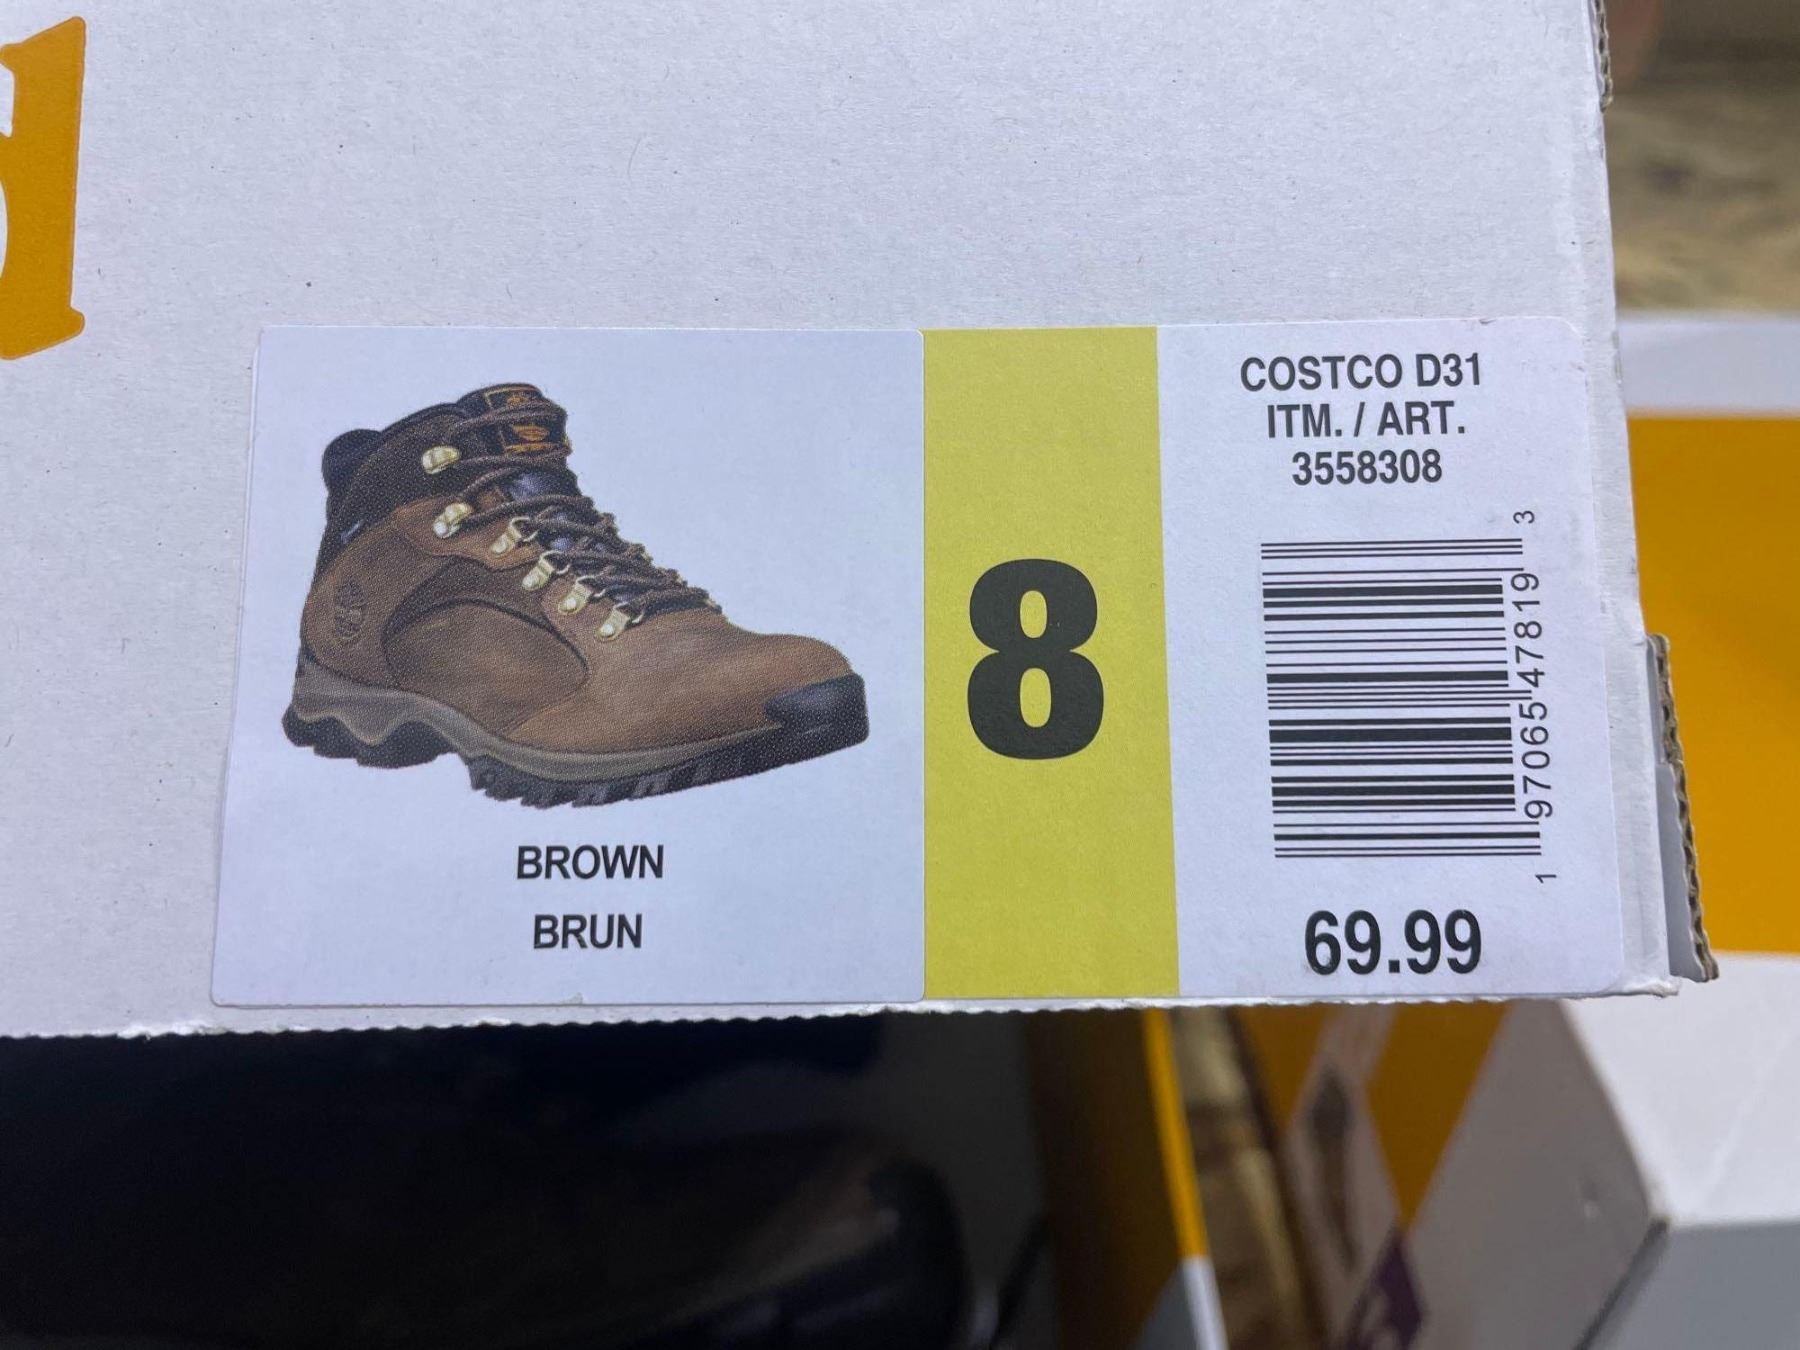 d
BROWN
BRUN
8
COSTCO D31
ITM. / ART.
3558308
1 97065 47819 3
69.99